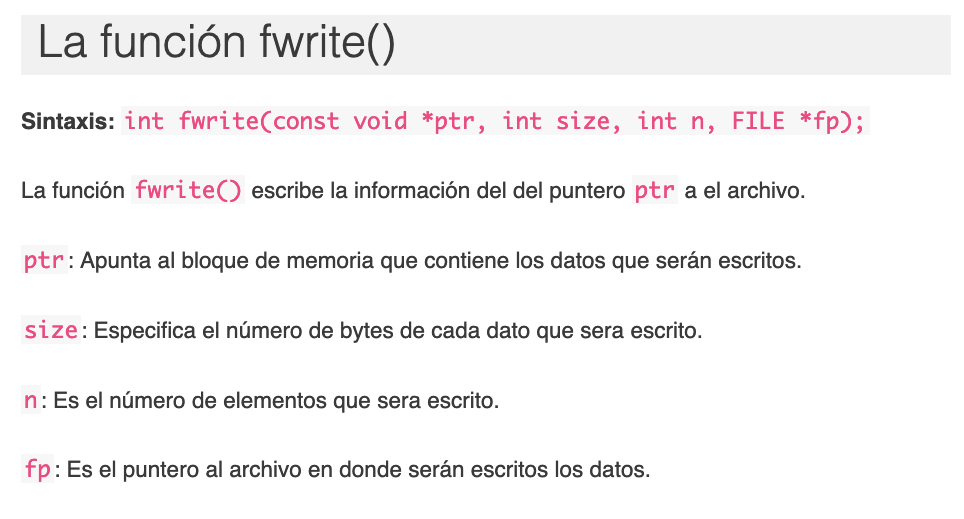 La función fwrite()
Sintaxis: int fwrite(const void *ptr, int size, int n, FILE *fp);
La función fwrite() escribe la información del del puntero ptr a el archivo.
ptr: Apunta al bloque de memoria que contiene los datos que serán escritos.
size: Especifica el número de bytes de cada dato que sera escrito.
n: Es el número de elementos que sera escrito.
fp: Es el puntero al archivo en donde serán escritos los datos.